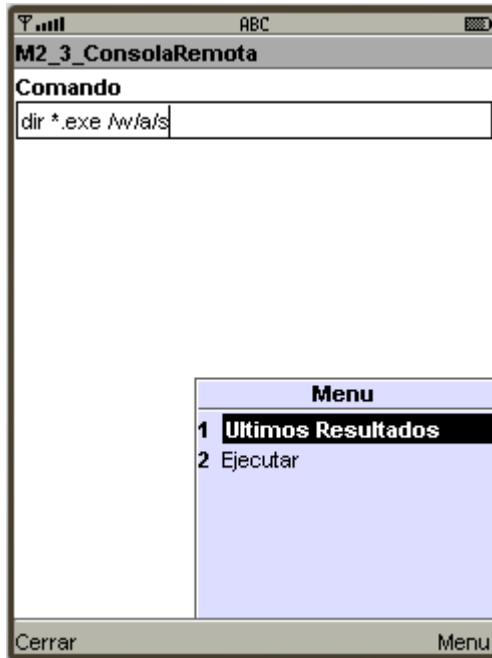 ABC
M2_3_ConsolaRemota
Comando
dir *.exe /w/a/s
Menu
1 Ultimos Resultados
2 Ejecutar
Cerrar Menu